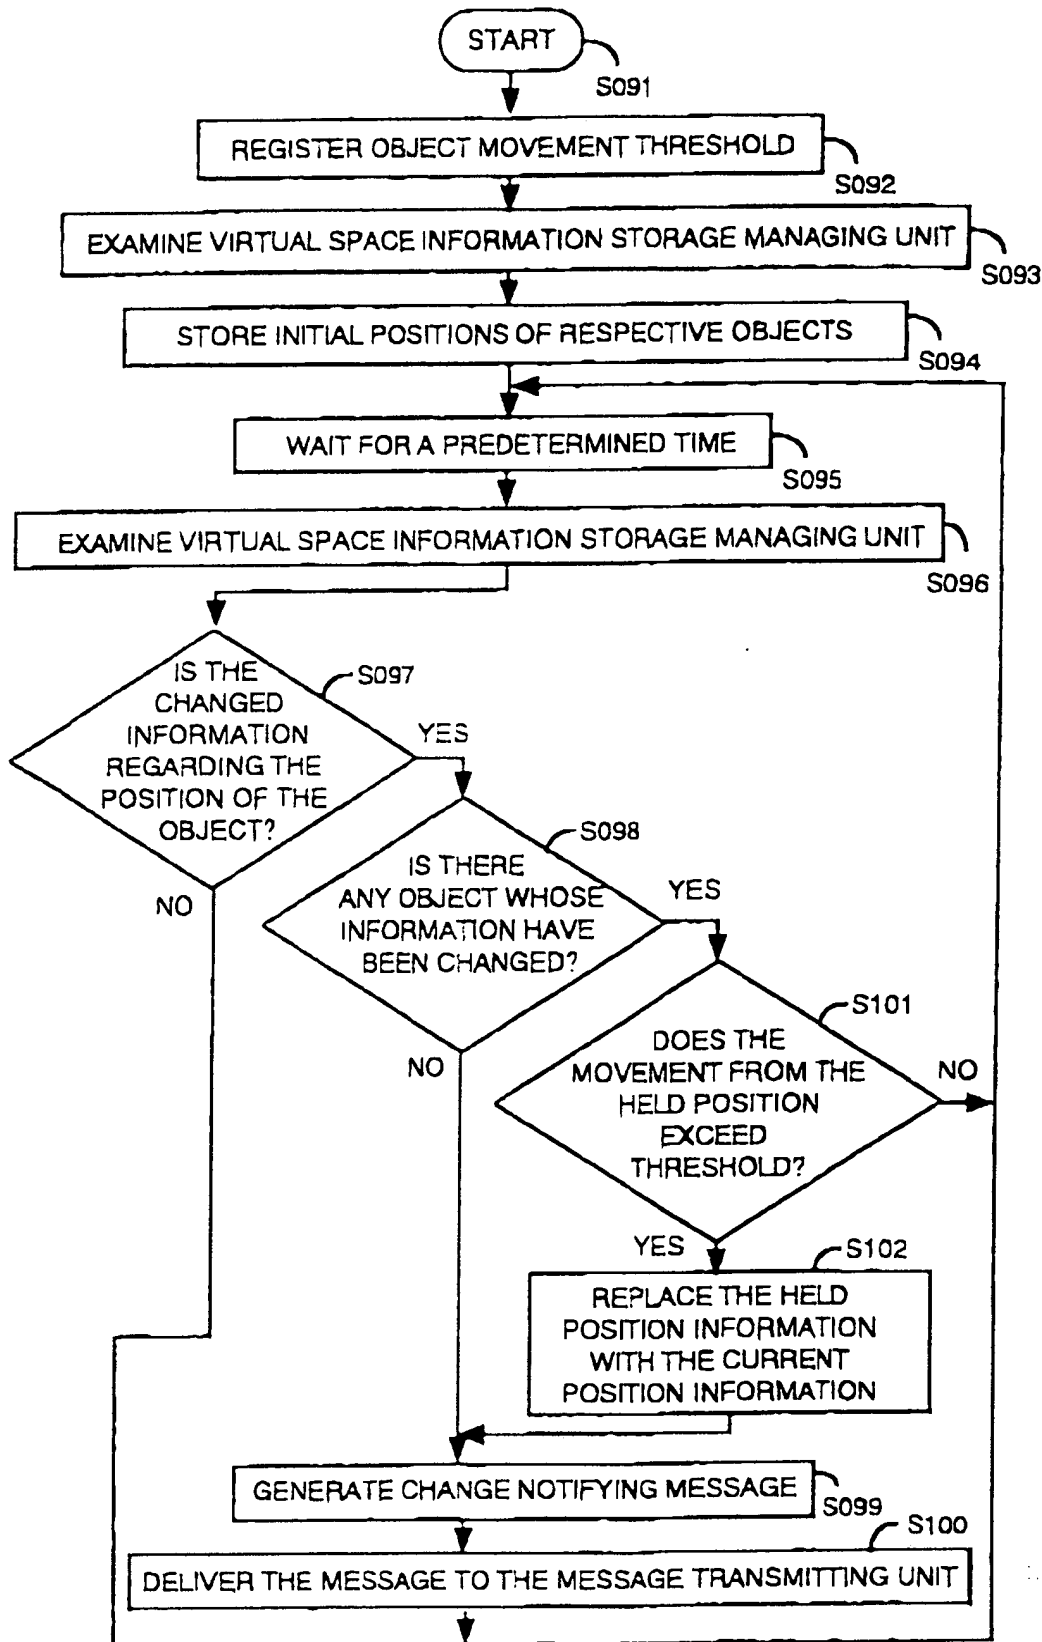 START
S091
REGISTER OBJECT MOVEMENT THRESHOLD
S092
EXAMINE VIRTUAL SPACE INFORMATION STORAGE MANAGING UNIT
S093
STORE INITIAL POSITIONS OF RESPECTIVE OBJECTS
S094
WAIT FOR A PREDETERMINED TIME
S095
EXAMINE VIRTUAL SPACE INFORMATION STORAGE MANAGING UNIT
S096
IS THE
CHANGED
INFORMATION
REGARDING THE
POSITION OF THE
OBJECT?
S097
YES
NO
IS THERE
ANY OBJECT WHOSE
INFORMATION HAVE
BEEN CHANGED?
S098
YES
NO
DOES THE
MOVEMENT FROM THE
HELD POSITION
EXCEED
THRESHOLD?
S101
NO
YES
S102
REPLACE THE HELD
POSITION INFORMATION
WITH THE CURRENT
POSITION INFORMATION
GENERATE CHANGE NOTIFYING MESSAGE
S099
S100
DELIVER THE MESSAGE TO THE MESSAGE TRANSMITTING UNIT